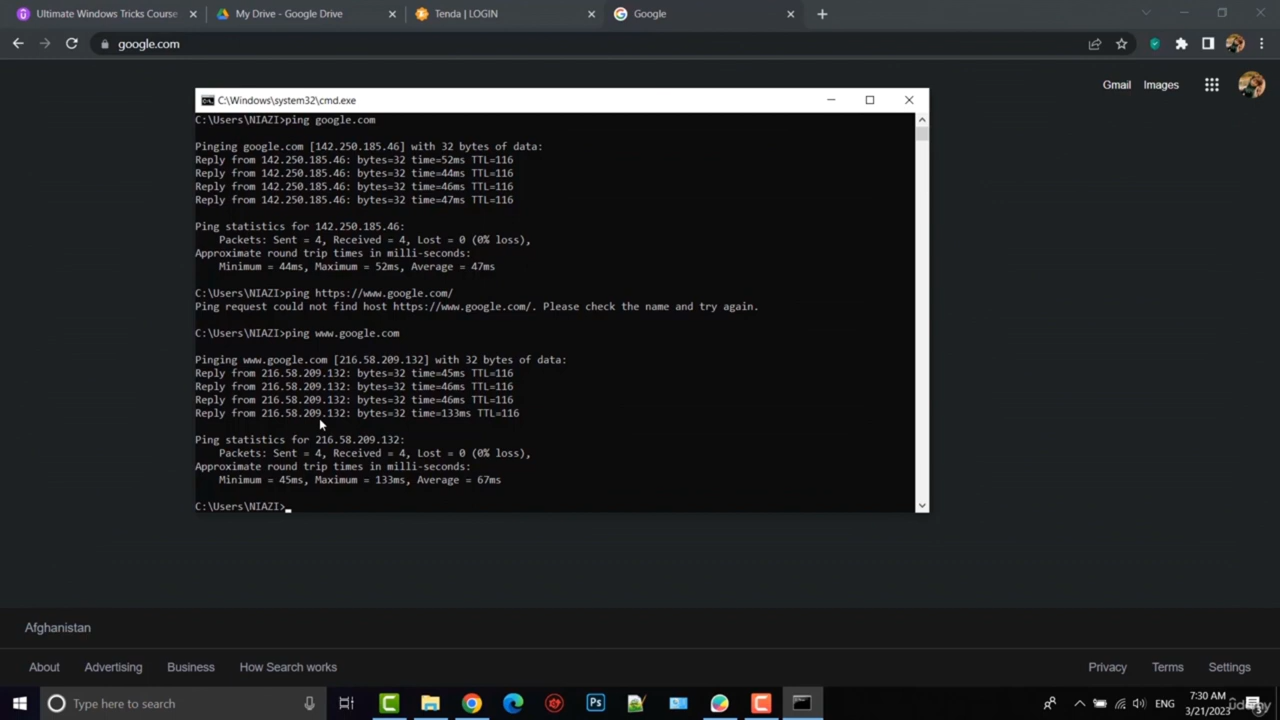 Ultimate Windows Tricks Course
My Drive - Google Drive
Tenda | LOGIN
Google
google.com
Gmail Images
C:\Windows\system32\cmd.exe
C:\Users\NIAZI>ping google.com
Pinging google.com [142.250.185.46] with 32 bytes of data:
Reply from 142.250.185.46: bytes=32 time=52ms TTL=116
Reply from 142.250.185.46: bytes=32 time=44ms TTL=116
Reply from 142.250.185.46: bytes=32 time=46ms TTL=116
Reply from 142.250.185.46: bytes=32 time=47ms TTL=116
Ping statistics for 142.250.185.46:
Packets: Sent = 4, Received = 4, Lost = 0 (0% loss),
Approximate round trip times in milli-seconds:
Minimum = 44ms, Maximum = 52ms, Average = 47ms
C:\Users\NIAZI>ping https://www.google.com/
Ping request could not find host https://www.google.com/. Please check the name and try again.
C:\Users\NIAZI>ping www.google.com
Pinging www.google.com [216.58.209.132] with 32 bytes of data:
Reply from 216.58.209.132: bytes=32 time=45ms TTL=116
Reply from 216.58.209.132: bytes=32 time=46ms TTL=116
Reply from 216.58.209.132: bytes=32 time=46ms TTL=116
Reply from 216.58.209.132: bytes=32 time=133ms TTL=116
Ping statistics for 216.58.209.132:
Packets: Sent = 4, Received = 4, Lost = 0 (0% loss),
Approximate round trip times in milli-seconds:
Minimum = 45ms, Maximum = 133ms, Average = 67ms
C:\Users\NIAZI>
Afghanistan
About Advertising Business How Search works
Privacy Terms Settings
Type here to search
Ps
ENG
7:30 AM
3/21/2023
udemy